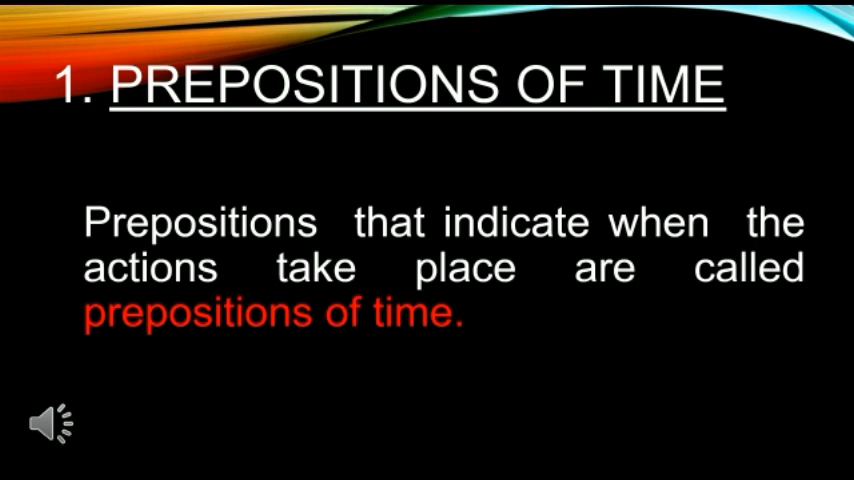 1. PREPOSITIONS OF TIME
Prepositions that indicate when the
actions take place are called
prepositions of time.